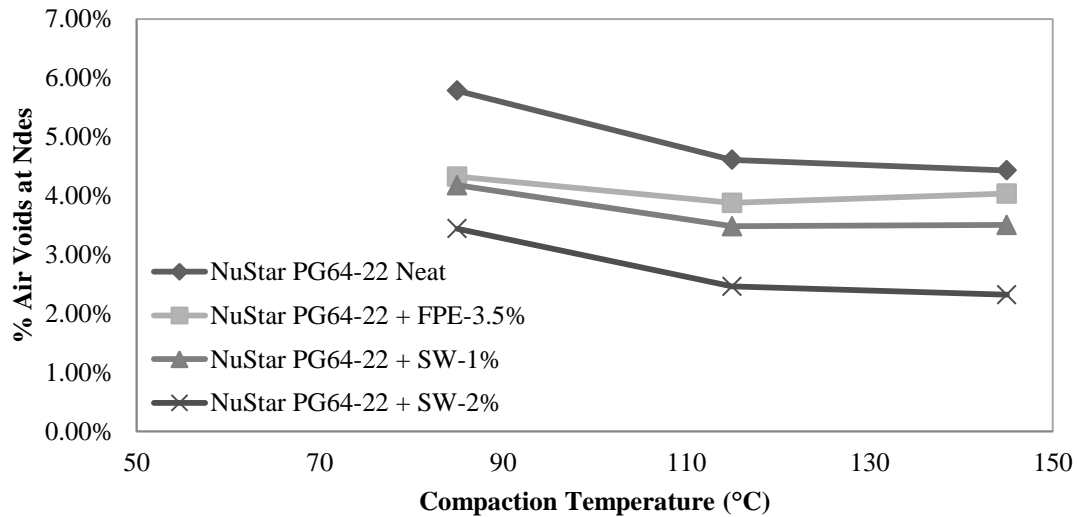 7.00%
6.00%
5.00%
4.00%
3.00%
2.00%
1.00%
0.00%
% Air Voids at Ndes
NuStar PG64-22 Neat
NuStar PG64-22 + FPE-3.5%
NuStar PG64-22 + SW-1%
NuStar PG64-22 + SW-2%
50 70 90 110 130 150
Compaction Temperature (°C)